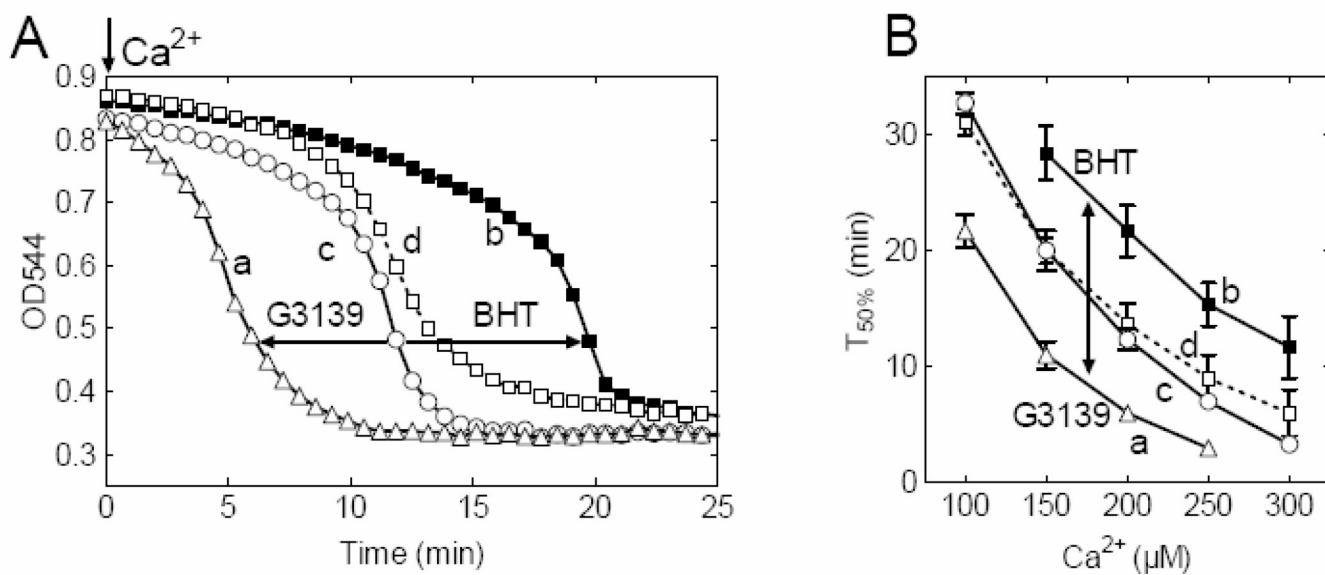 A
Ca²⁺
OD544
0.9
0.8
0.7
0.6
0.5
0.4
0.3
a
c
d
b
G3139
BHT
0
5
10
15
20
25
Time (min)
B
T₅₀% (min)
30
20
10
0
BHT
b
d
c
G3139
a
100
150
200
250
300
Ca²⁺ (µM)